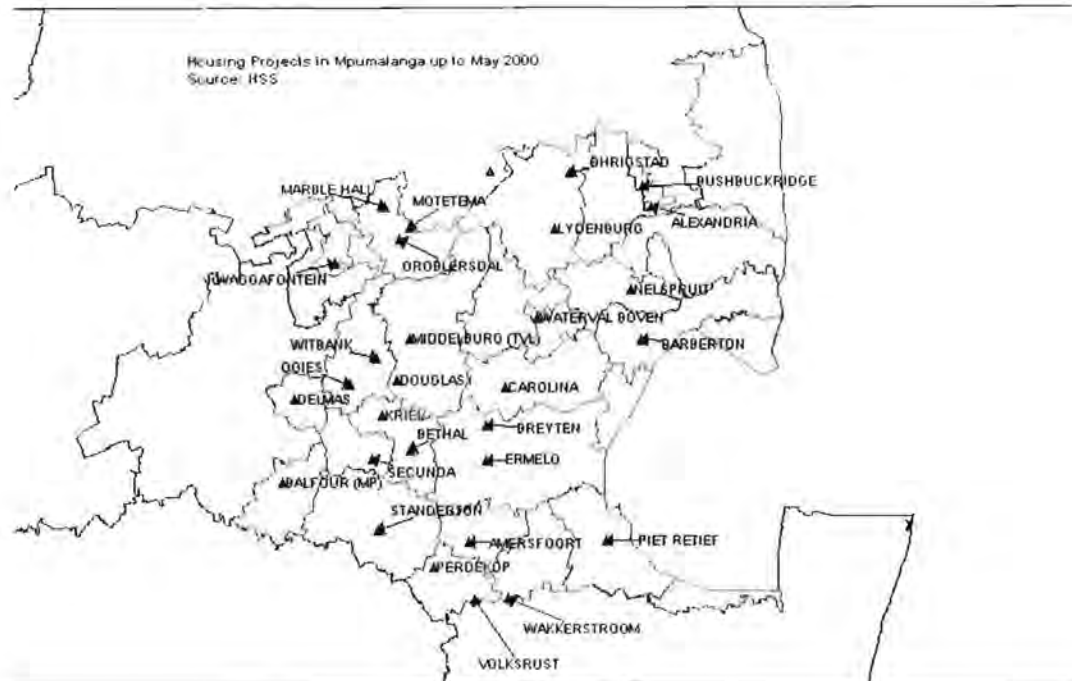 Housing Projects in Mpumalanga up to May 2000
Source: HSS
OHRIGSTAD
BUSHBUCKRIDGE
MARBLE HALL
MOTETEMA
ALEXANDRIA
LYDENBURG
GROBLERSDAL
KWAGGAFONTEIN
NELSPRUIT
WATERVAL BOVEN
MIDDELBURG (TVL)
BARBERTON
WITBANK
OGIES
DOUGLAS
CAROLINA
DELMAS
KRIEL
BREYTEN
BETHAL
ERMELO
SECUNDA
BALFOUR (MP)
STANDERSON
AMERSFOORT
PIET RETIEF
PERDEKOP
WAKKERSTROOM
VOLKSRUST